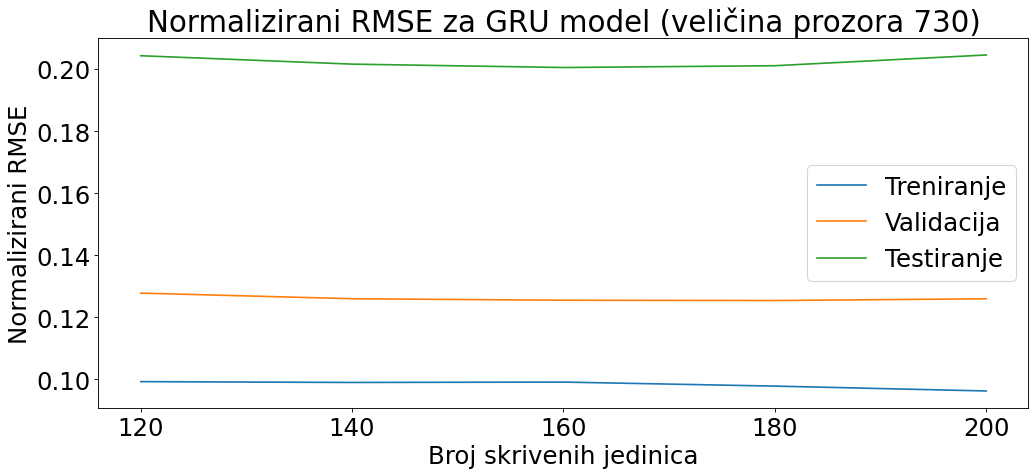 Normalizirani RMSE za GRU model (veličina prozora 730)
Normalizirani RMSE
0.20
0.18
0.16
0.14
0.12
0.10
Treniranje
Validacija
Testiranje
120 140 160 180 200
Broj skrivenih jedinica